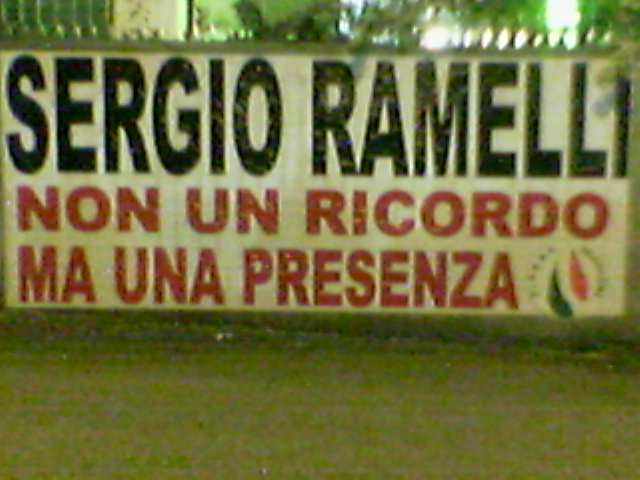 SERGIO RAMELLI
NON UN RICORDO
MA UNA PRESENZA